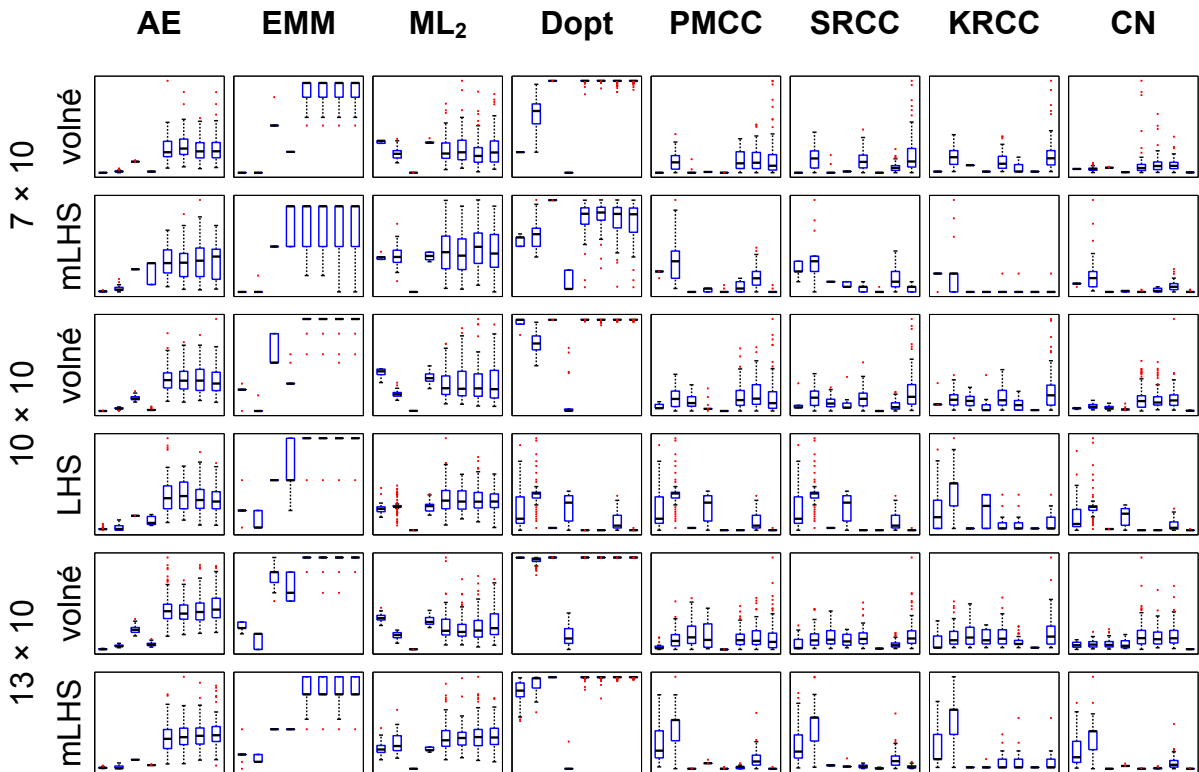 AE EMM ML₂ Dopt PMCC SRCC KRCC CN
7 × 10
volné
mLHS
10 × 10
volné
LHS
13 × 10
volné
mLHS